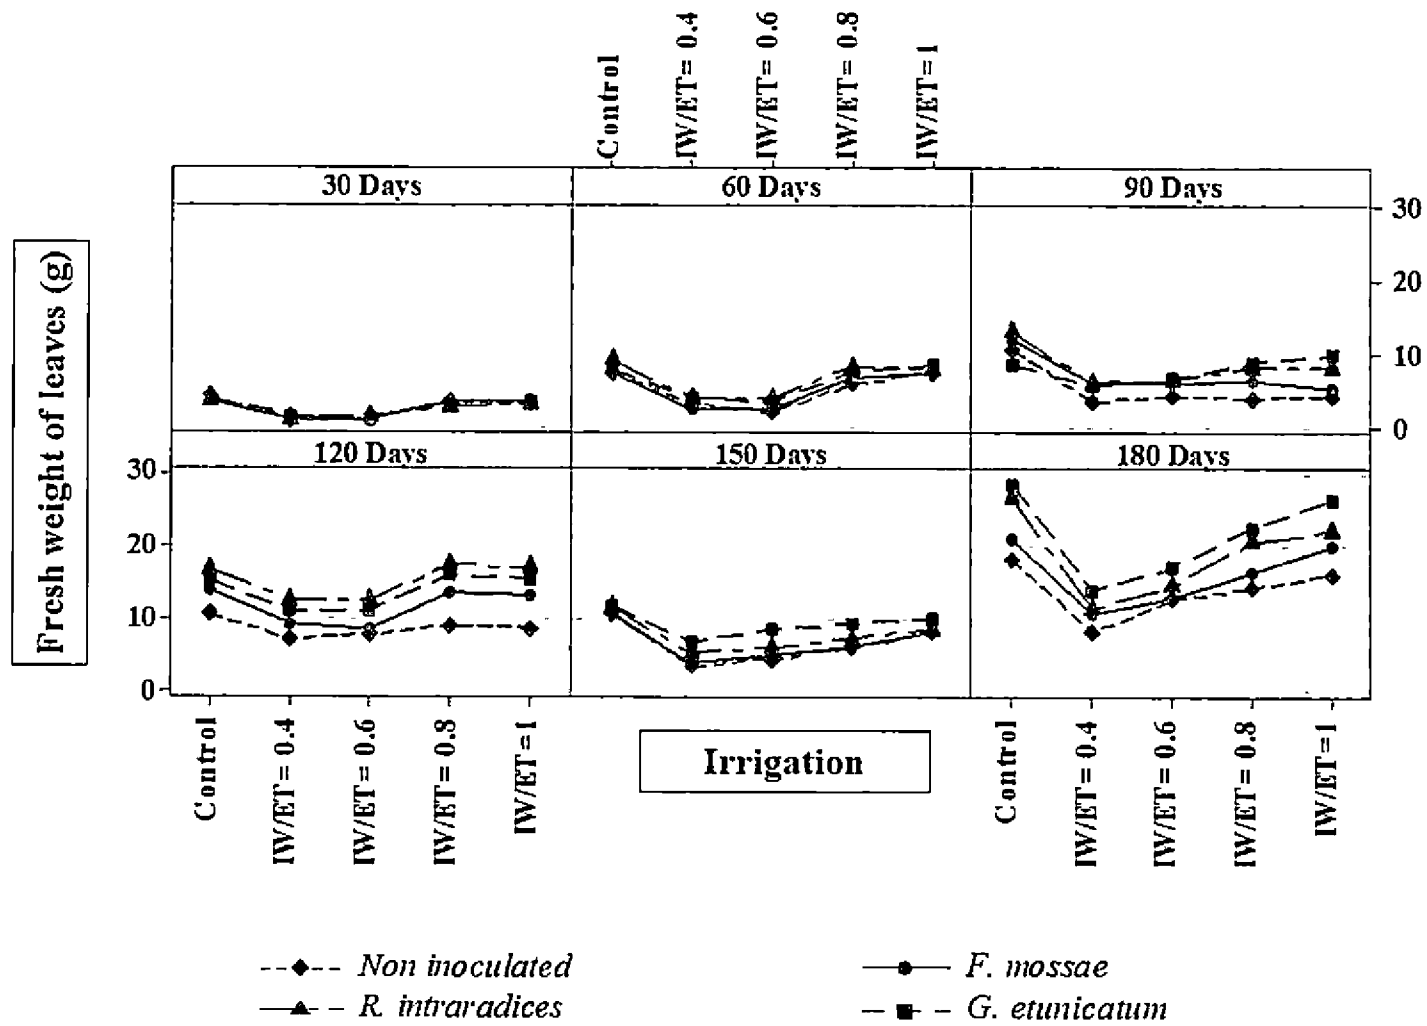 Control
IW/ET= 0.4
IW/ET= 0.6
IW/ET= 0.8
IW/ET=1
30 Days
60 Days
90 Days
30
20
10
0
Fresh weight of leaves (g)
120 Days
150 Days
180 Days
30
20
10
0
Control
IW/ET= 0.4
IW/ET= 0.6
IW/ET= 0.8
IW/ET=1
Irrigation
Control
IW/ET= 0.4
IW/ET= 0.6
IW/ET= 0.8
IW/ET=1
Non inoculated
F. mossae
R. intraradices
G. etunicatum